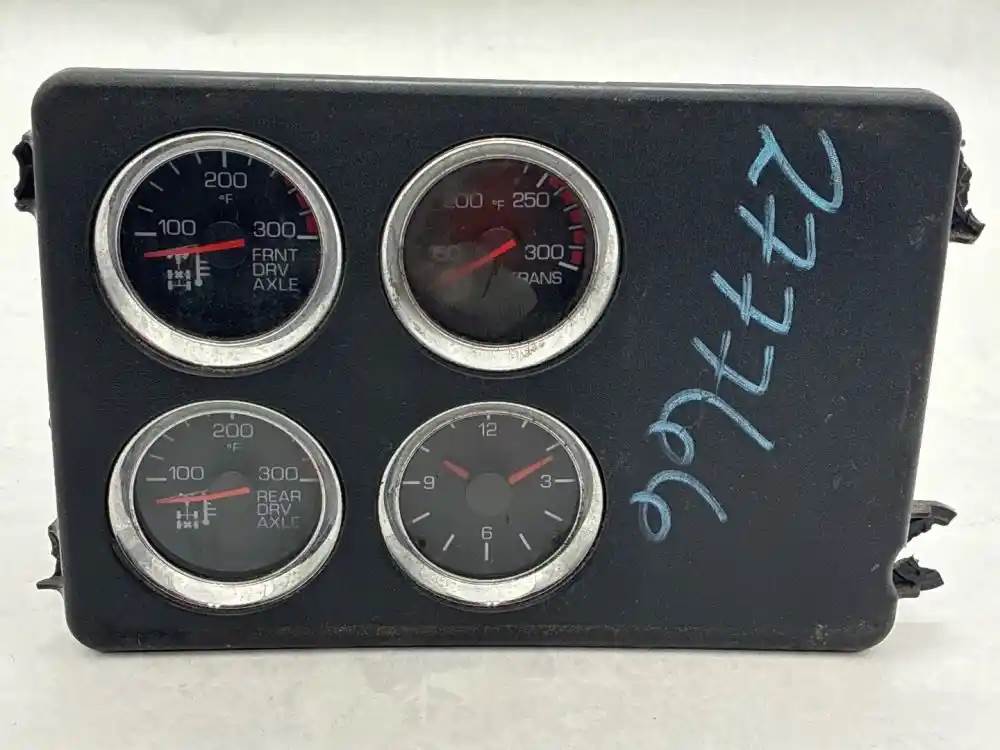 200
°F
100 300
FRNT
DRV
AXLE
200 °F 250
150 300
TRANS
200
°F
100 300
REAR
DRV
AXLE
12
9 3
6
277766